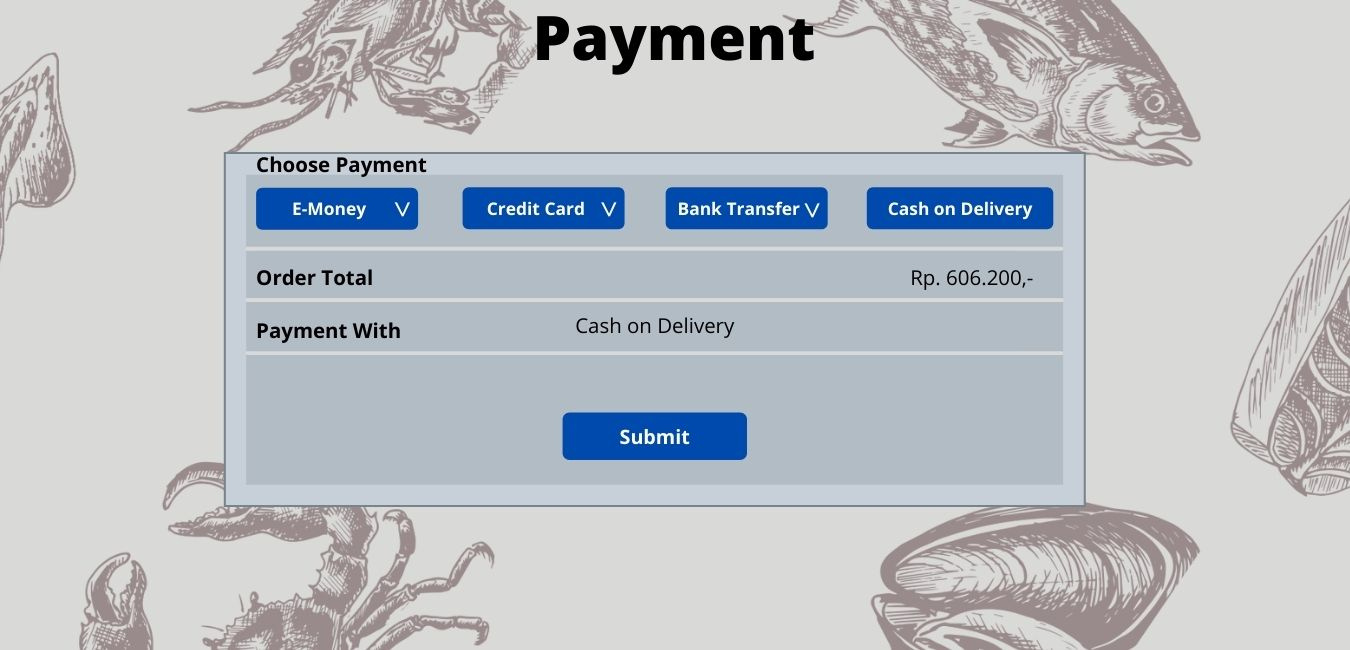 Payment
Choose Payment
E-Money V Credit Card V Bank Transfer V Cash on Delivery
Order Total Rp. 606.200,-
Payment With Cash on Delivery
Submit